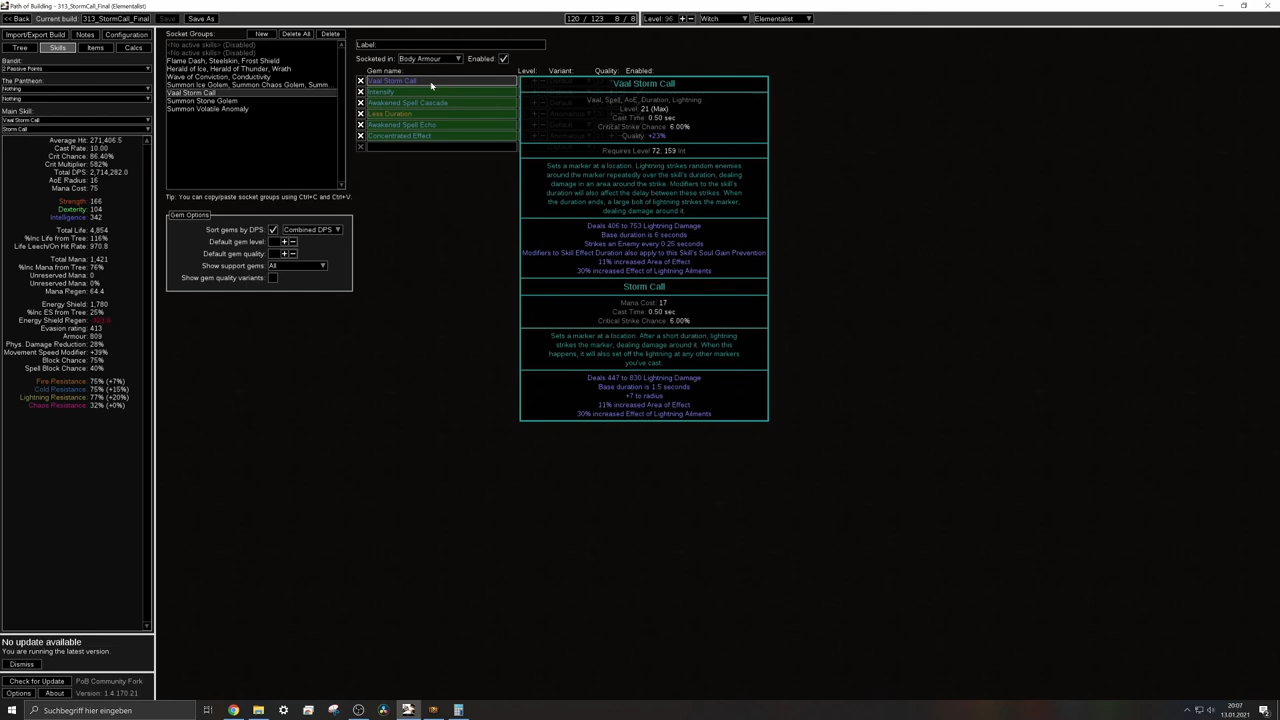 Path of Building - 313_StormCall_Final (Elementalist)
<< Back Current build: 313_StormCall_Final Save Save As 120 / 123 8 / 8 Level: 96 Witch Elementalist
Import/Export Build Notes Configuration
Tree Skills Items Calcs
Bandit:
2 Passive Points
The Pantheon:
Nothing
Nothing
Main Skill:
Vaal Storm Call
Storm Call
Average Hit: 271,406.5
Cast Rate: 10.00
Crit Chance: 86.40%
Crit Multiplier: 582%
Total DPS: 2,714,282.0
AoE Radius: 16
Mana Cost: 75
Strength: 166
Dexterity: 104
Intelligence: 342
Total Life: 4,854
%Inc Life from Tree: 116%
Life Leech/On Hit Rate: 970.8
Total Mana: 1,421
%Inc Mana from Tree: 76%
Unreserved Mana: 0
Unreserved Mana: 0%
Mana Regen: 64.4
Energy Shield: 1,780
%Inc ES from Tree: 25%
Energy Shield Regen:
Evasion rating: 413
Armour: 809
Phys. Damage Reduction: 28%
Movement Speed Modifier: +39%
Block Chance: 75%
Spell Block Chance: 40%
Fire Resistance: 75% (+7%)
Cold Resistance: 75% (+15%)
Lightning Resistance: 77% (+20%)
Chaos Resistance: 32% (+0%)
No update available
You are running the latest version.
Dismiss
Check for Update PoB Community Fork
Options About Version: 1.4.170.21
Socket Groups: New Delete All Delete
<No active skills> (Disabled)
<No active skills> (Disabled)
Flame Dash, Steelskin, Frost Shield
Herald of Ice, Herald of Thunder, Wrath
Wave of Conviction, Conductivity
Summon Ice Golem, Summon Chaos Golem, Summ...
Vaal Storm Call
Summon Stone Golem
Summon Volatile Anomaly
Tip: You can copy/paste socket groups using Ctrl+C and Ctrl+V.
Gem Options
Sort gems by DPS: Combined DPS
Default gem level:
Default gem quality:
Show support gems: All
Show gem quality variants:
Label:
Socketed in: Body Armour Enabled:
Gem name: Level: Variant: Quality: Enabled:
Vaal Storm Call
Intensify
Awakened Spell Cascade
Less Duration
Awakened Spell Echo
Concentrated Effect
Vaal Storm Call
Vaal, Spell, AoE, Duration, Lightning
Level: 21 (Max)
Cast Time: 0.50 sec
Critical Strike Chance: 6.00%
Quality: +23%
Requires Level 72, 159 Int
Sets a marker at a location. Lightning strikes random enemies
around the marker repeatedly over the skill's duration, dealing
damage in an area around the strike. Modifiers to the skill's
duration will also affect the delay between these strikes. When
the duration ends, a large bolt of lightning strikes the marker,
dealing damage around it.
Deals 406 to 753 Lightning Damage
Base duration is 6 seconds
Strikes an Enemy every 0.25 seconds
Modifiers to Skill Effect Duration also apply to this Skill's Soul Gain Prevention
11% increased Area of Effect
30% increased Effect of Lightning Ailments
Storm Call
Mana Cost: 17
Cast Time: 0.50 sec
Critical Strike Chance: 6.00%
Sets a marker at a location. After a short duration, lightning
strikes the marker, dealing damage around it. When this
happens, it will also set off the lightning at any other markers
you've cast.
Deals 447 to 830 Lightning Damage
Base duration is 1.5 seconds
+7 to radius
11% increased Area of Effect
30% increased Effect of Lightning Ailments
Suchbegriff hier eingeben
20:07
13.01.2021